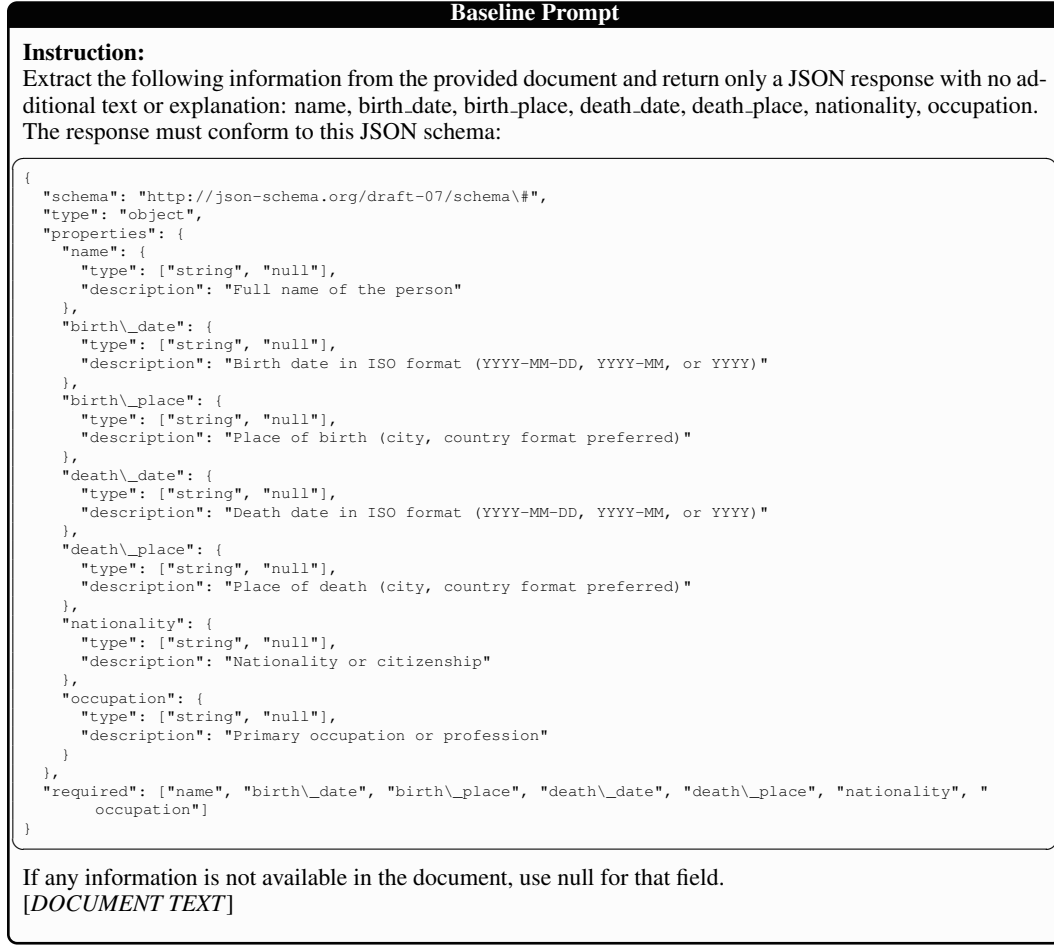 Baseline Prompt
Instruction:
Extract the following information from the provided document and return only a JSON response with no ad-
ditional text or explanation: name, birth_date, birth_place, death_date, death_place, nationality, occupation.
The response must conform to this JSON schema:
{
  "schema": "http://json-schema.org/draft-07/schema\#",
  "type": "object",
  "properties": {
    "name": {
      "type": ["string", "null"],
      "description": "Full name of the person"
    },
    "birth\_date": {
      "type": ["string", "null"],
      "description": "Birth date in ISO format (YYYY-MM-DD, YYYY-MM, or YYYY)"
    },
    "birth\_place": {
      "type": ["string", "null"],
      "description": "Place of birth (city, country format preferred)"
    },
    "death\_date": {
      "type": ["string", "null"],
      "description": "Death date in ISO format (YYYY-MM-DD, YYYY-MM, or YYYY)"
    },
    "death\_place": {
      "type": ["string", "null"],
      "description": "Place of death (city, country format preferred)"
    },
    "nationality": {
      "type": ["string", "null"],
      "description": "Nationality or citizenship"
    },
    "occupation": {
      "type": ["string", "null"],
      "description": "Primary occupation or profession"
    }
  },
  "required": ["name", "birth\_date", "birth\_place", "death\_date", "death\_place", "nationality", "
        occupation"]
}
If any information is not available in the document, use null for that field.
[DOCUMENT TEXT]